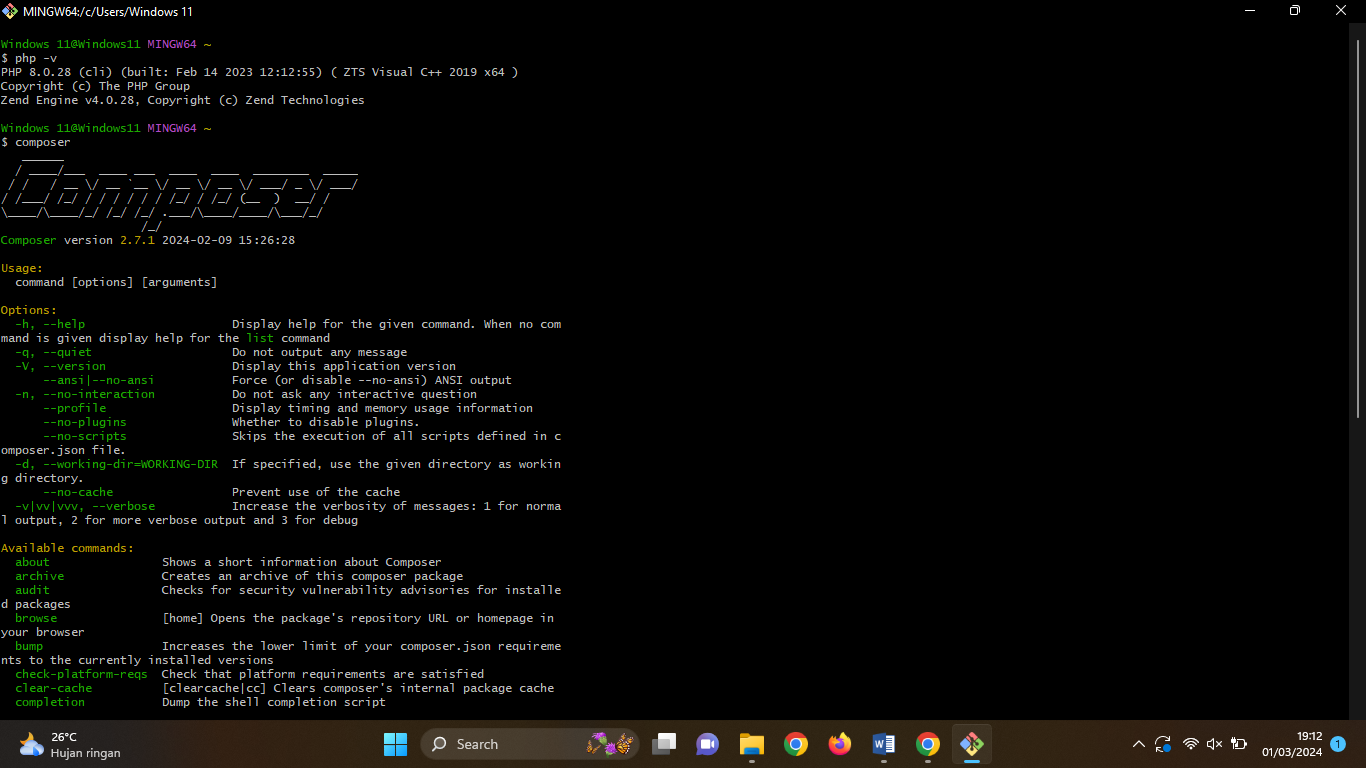 MINGW64:/c/Users/Windows 11
Windows 11@Windows11 MINGW64 ~
$ php -v
PHP 8.0.28 (cli) (built: Feb 14 2023 12:12:55) ( ZTS Visual C++ 2019 x64 )
Copyright (c) The PHP Group
Zend Engine v4.0.28, Copyright (c) Zend Technologies
Windows 11@Windows11 MINGW64 ~
$ composer
Composer
Composer version 2.7.1 2024-02-09 15:26:28
Usage:
command [options] [arguments]
Options:
-h, --help Display help for the given command. When no com
mand is given display help for the list command
-q, --quiet Do not output any message
-V, --version Display this application version
--ansi|--no-ansi Force (or disable --no-ansi) ANSI output
-n, --no-interaction Do not ask any interactive question
--profile Display timing and memory usage information
--no-plugins Whether to disable plugins.
--no-scripts Skips the execution of all scripts defined in c
omposer.json file.
-d, --working-dir=WORKING-DIR If specified, use the given directory as workin
g directory.
--no-cache Prevent use of the cache
-v|vv|vvv, --verbose Increase the verbosity of messages: 1 for norma
l output, 2 for more verbose output and 3 for debug
Available commands:
about Shows a short information about Composer
archive Creates an archive of this composer package
audit Checks for security vulnerability advisories for installe
d packages
browse [home] Opens the package's repository URL or homepage in
your browser
bump Increases the lower limit of your composer.json requireme
nts to the currently installed versions
check-platform-reqs Check that platform requirements are satisfied
clear-cache [clearcache|cc] Clears composer's internal package cache
completion Dump the shell completion script
26°C
Hujan ringan
Search
19:12
01/03/2024
1